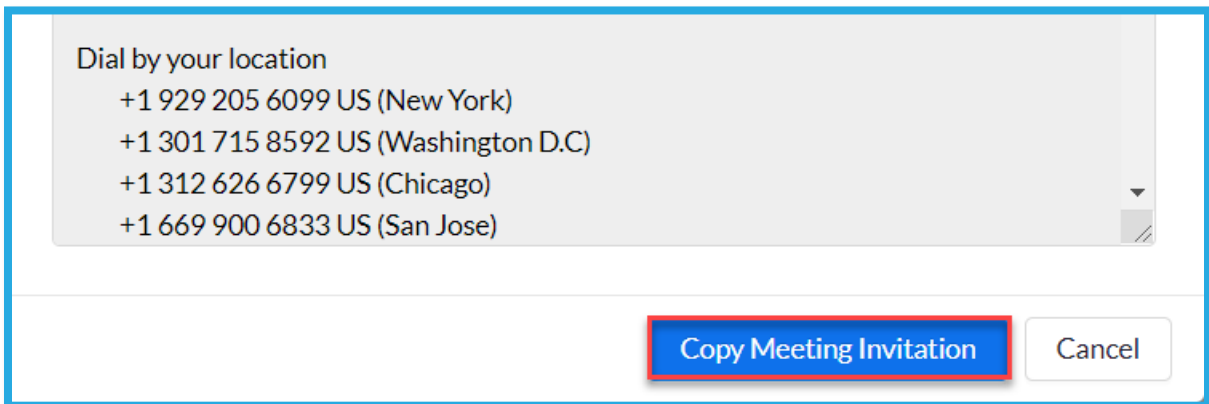 Dial by your location
+1 929 205 6099 US (New York)
+1 301 715 8592 US (Washington D.C)
+1 312 626 6799 US (Chicago)
+1 669 900 6833 US (San Jose)
Copy Meeting Invitation Cancel